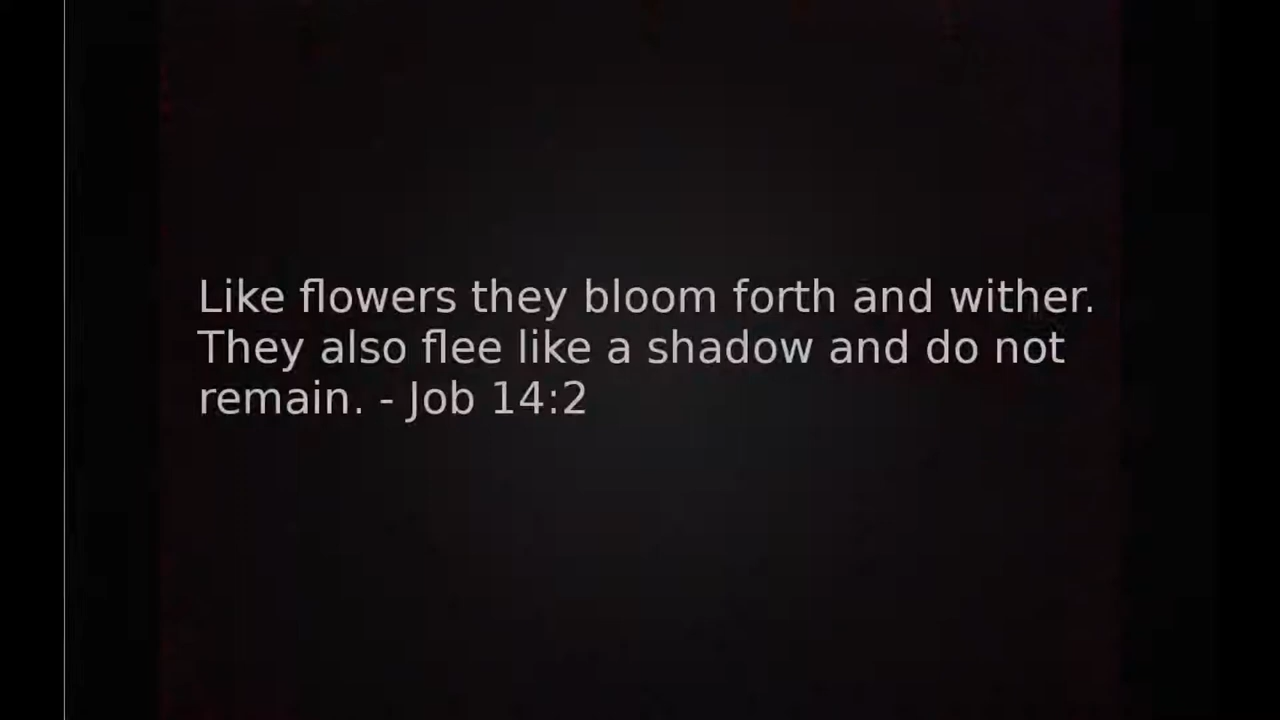 Like flowers they bloom forth and wither.
They also flee like a shadow and do not
remain. - Job 14:2